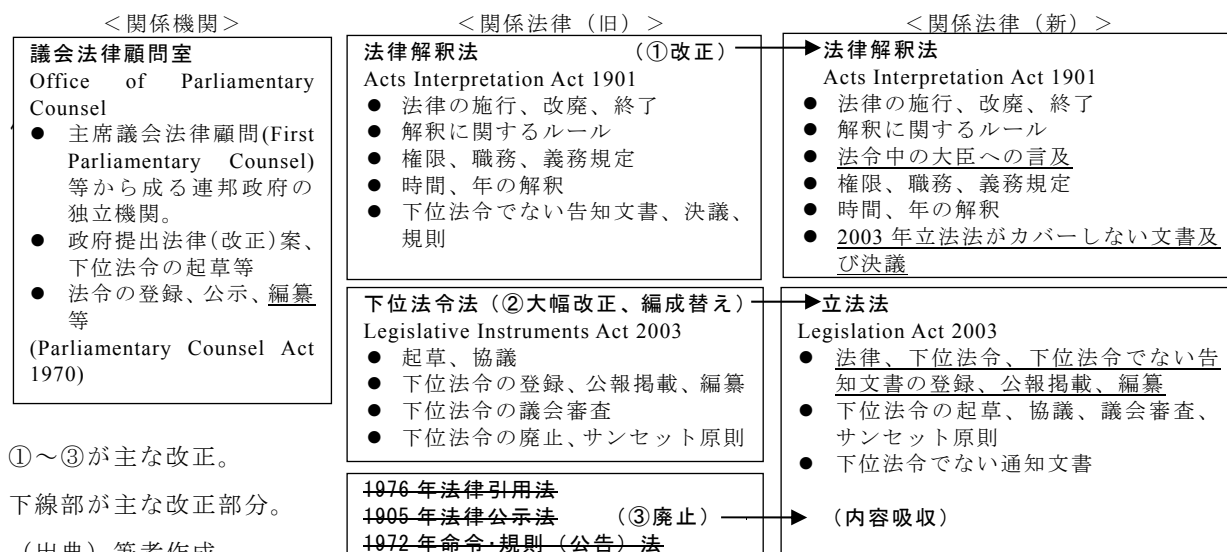 ＜関係機関＞
議会法律顧問室
Office of Parliamentary
Counsel
● 主席議会法律顧問(First
Parliamentary Counsel)
等から成る連邦政府の
独立機関。
● 政府提出法律(改正)案、
下位法令の起草等
● 法令の登録、公示、編纂
等
(Parliamentary Counsel Act
1970)
①～③が主な改正。
下線部が主な改正部分。
（出典）筆者作成
＜関係法律（旧）＞
法律解釈法 （①改正）
Acts Interpretation Act 1901
● 法律の施行、改廃、終了
● 解釈に関するルール
● 権限、職務、義務規定
● 時間、年の解釈
● 下位法令でない告知文書、決議、
規則
下位法令法（②大幅改正、編成替え）
Legislative Instruments Act 2003
● 起草、協議
● 下位法令の登録、公報掲載、編纂
● 下位法令の議会審査
● 下位法令の廃止、サンセット原則
1976 年法律引用法
1905 年法律公示法 （③廃止）
1972 年命令・規則（公告）法
＜関係法律（新）＞
法律解釈法
Acts Interpretation Act 1901
● 法律の施行、改廃、終了
● 解釈に関するルール
● 法令中の大臣への言及
● 権限、職務、義務規定
● 時間、年の解釈
● 2003 年立法法がカバーしない文書及
び決議
立法法
Legislation Act 2003
● 法律、下位法令、下位法令でない告
知文書の登録、公報掲載、編纂
● 下位法令の起草、協議、議会審査、
サンセット原則
● 下位法令でない通知文書
（内容吸収）